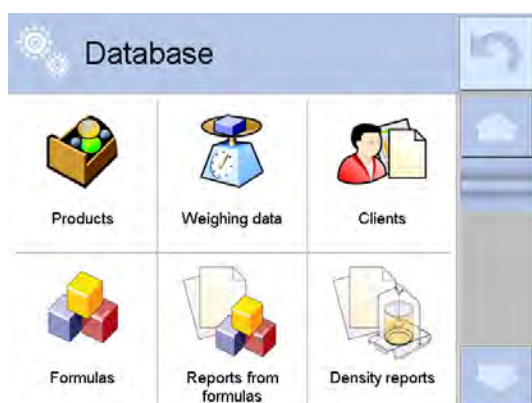 Database
Products
Weighing data
Clients
Formulas
Reports from
formulas
Density reports